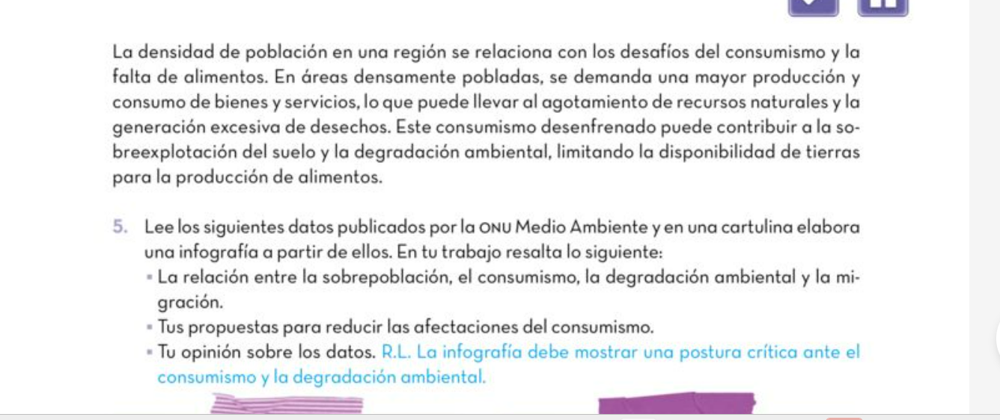 La densidad de población en una región se relaciona con los desafíos del consumismo y la
falta de alimentos. En áreas densamente pobladas, se demanda una mayor producción y
consumo de bienes y servicios, lo que puede llevar al agotamiento de recursos naturales y la
generación excesiva de desechos. Este consumismo desenfrenado puede contribuir a la so-
breexplotación del suelo y la degradación ambiental, limitando la disponibilidad de tierras
para la producción de alimentos.
5. Lee los siguientes datos publicados por la ONU Medio Ambiente y en una cartulina elabora
una infografía a partir de ellos. En tu trabajo resalta lo siguiente:
▪ La relación entre la sobrepoblación, el consumismo, la degradación ambiental y la mi-
gración.
▪ Tus propuestas para reducir las afectaciones del consumismo.
▪ Tu opinión sobre los datos. R.L. La infografía debe mostrar una postura crítica ante el
consumismo y la degradación ambiental.